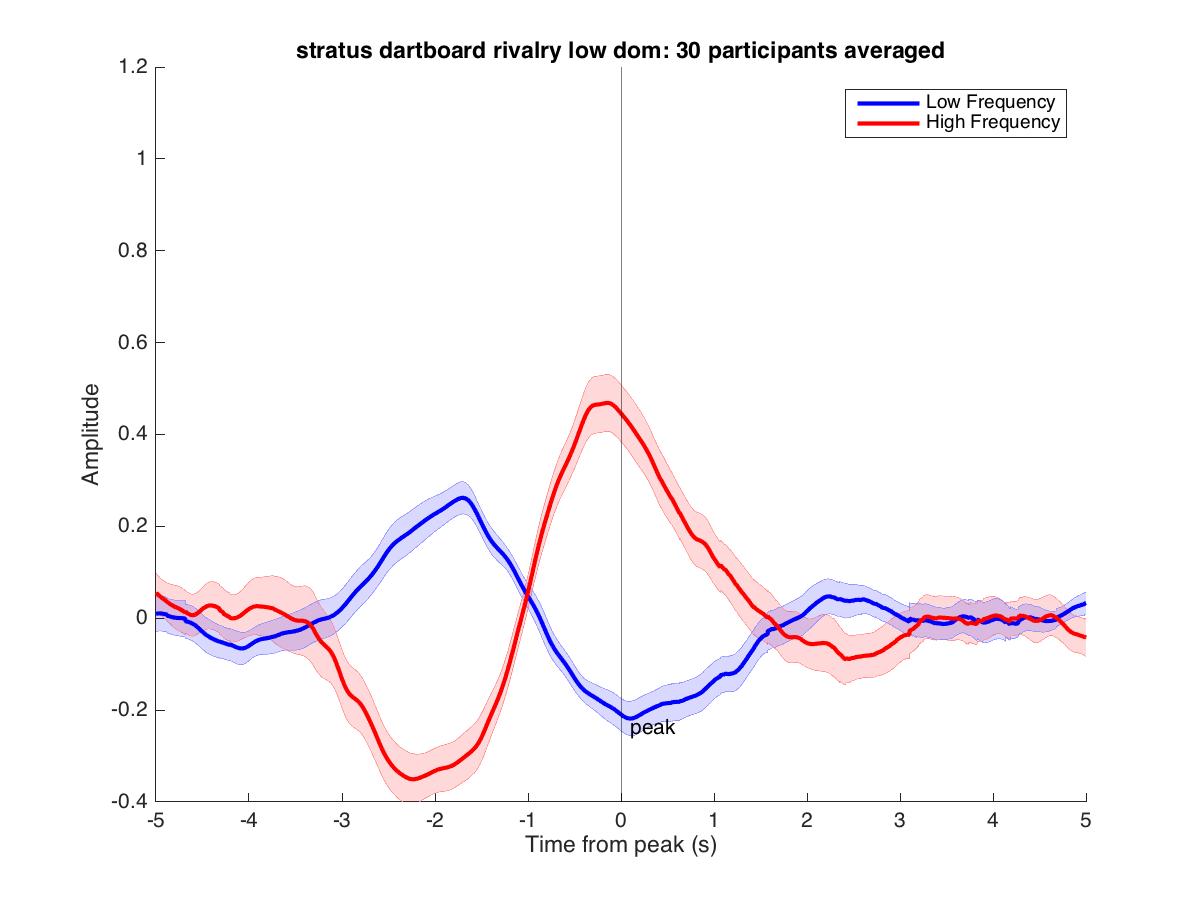 stratus dartboard rivalry low dom: 30 participants averaged
Low Frequency
High Frequency
1.2
1
0.8
0.6
0.4
0.2
0
-0.2
-0.4
Amplitude
peak
-5 -4 -3 -2 -1 0 1 2 3 4 5
Time from peak (s)